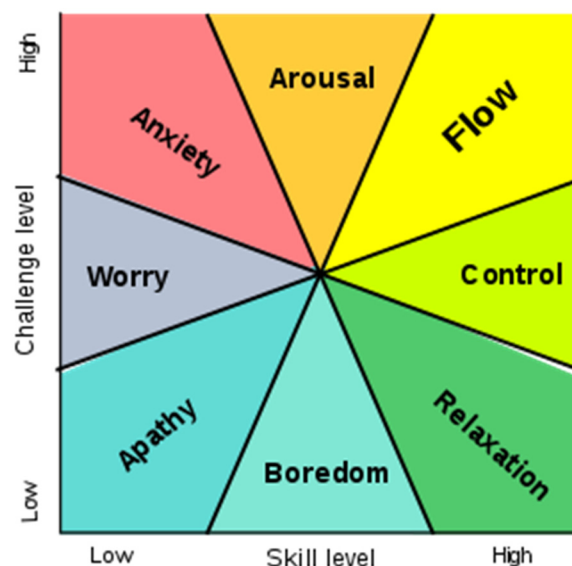 High
Arousal
Flow
Anxiety
Challenge level
Worry
Control
Apathy
Relaxation
Boredom
Low
Low
Skill level
High